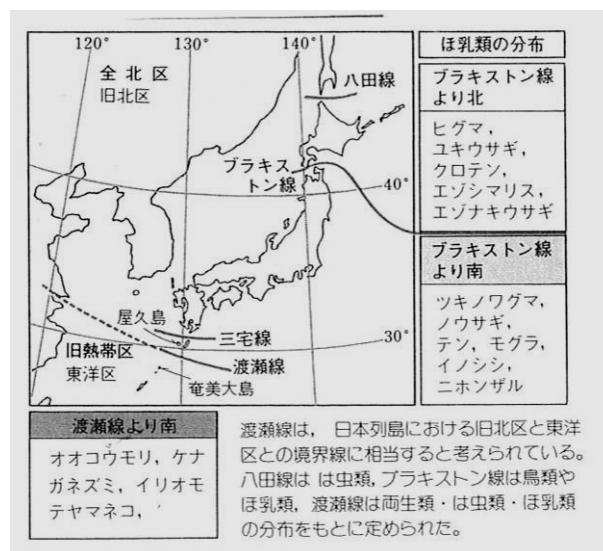 120°
130°
140°
全北区
旧北区
八田線
ブラキス
トン線
40°
屋久島
三宅線
30°
旧熱帯区
東洋区
渡瀬線
奄美大島
ほ乳類の分布
ブラキストン線
より北
ヒグマ,
ユキウサギ,
クロテン,
エゾシマリス,
エゾナキウサギ
ブラキストン線
より南
ツキノワグマ,
ノウサギ,
テン, モグラ,
イノシシ,
ニホンザル
渡瀬線より南
オオコウモリ, ケナ
ガネズミ, イリオモ
テヤマネコ,
渡瀬線は, 日本列島における旧北区と東洋
区との境界線に相当すると考えられている。
八田線は は虫類, ブラキストン線は鳥類や
ほ乳類, 渡瀬線は両生類・は虫類・ほ乳類
の分布をもとに定められた。